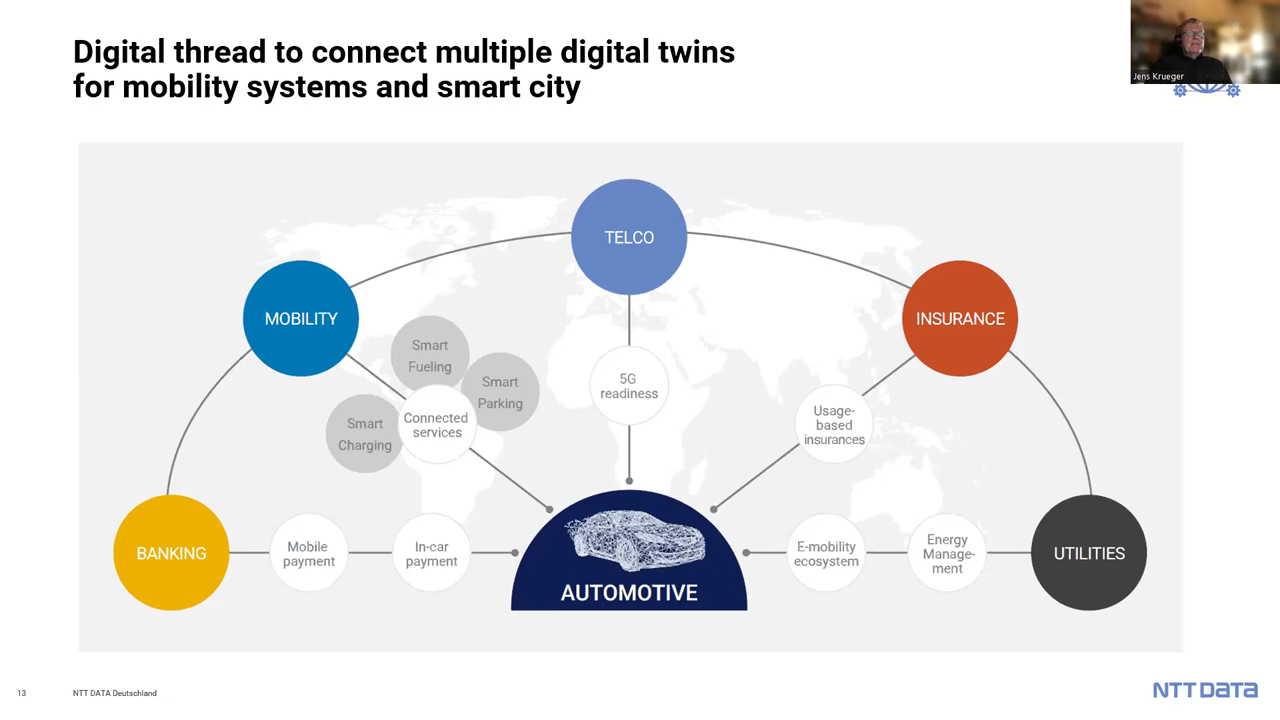 Digital thread to connect multiple digital twins
for mobility systems and smart city
Jens Krueger
TELCO
MOBILITY
INSURANCE
Smart
Fueling
Smart
Parking
Smart
Charging
Connected
services
5G
readiness
Usage-
based
insurances
BANKING
Mobile
payment
In-car
payment
AUTOMOTIVE
E-mobility
ecosystem
Energy
Manage-
ment
UTILITIES
13
NTT DATA Deutschland
NTT DATA